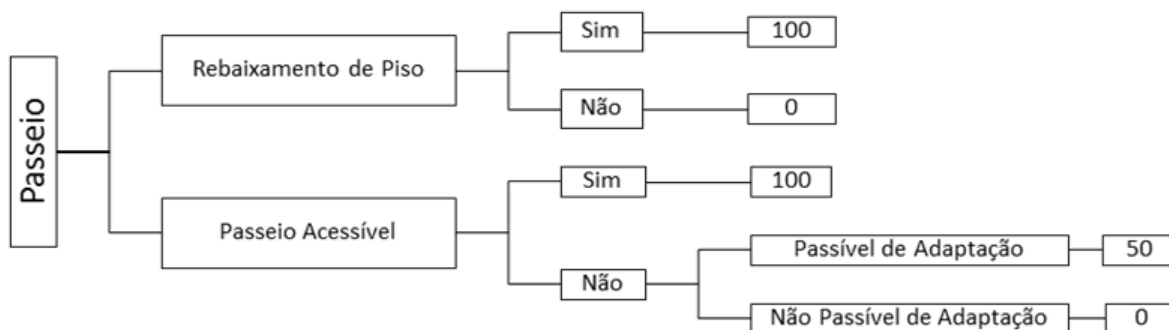 Passeio
Rebaixamento de Piso
Sim
100
Não
0
Passeio Acessível
Sim
100
Não
Passível de Adaptação
50
Não Passível de Adaptação
0